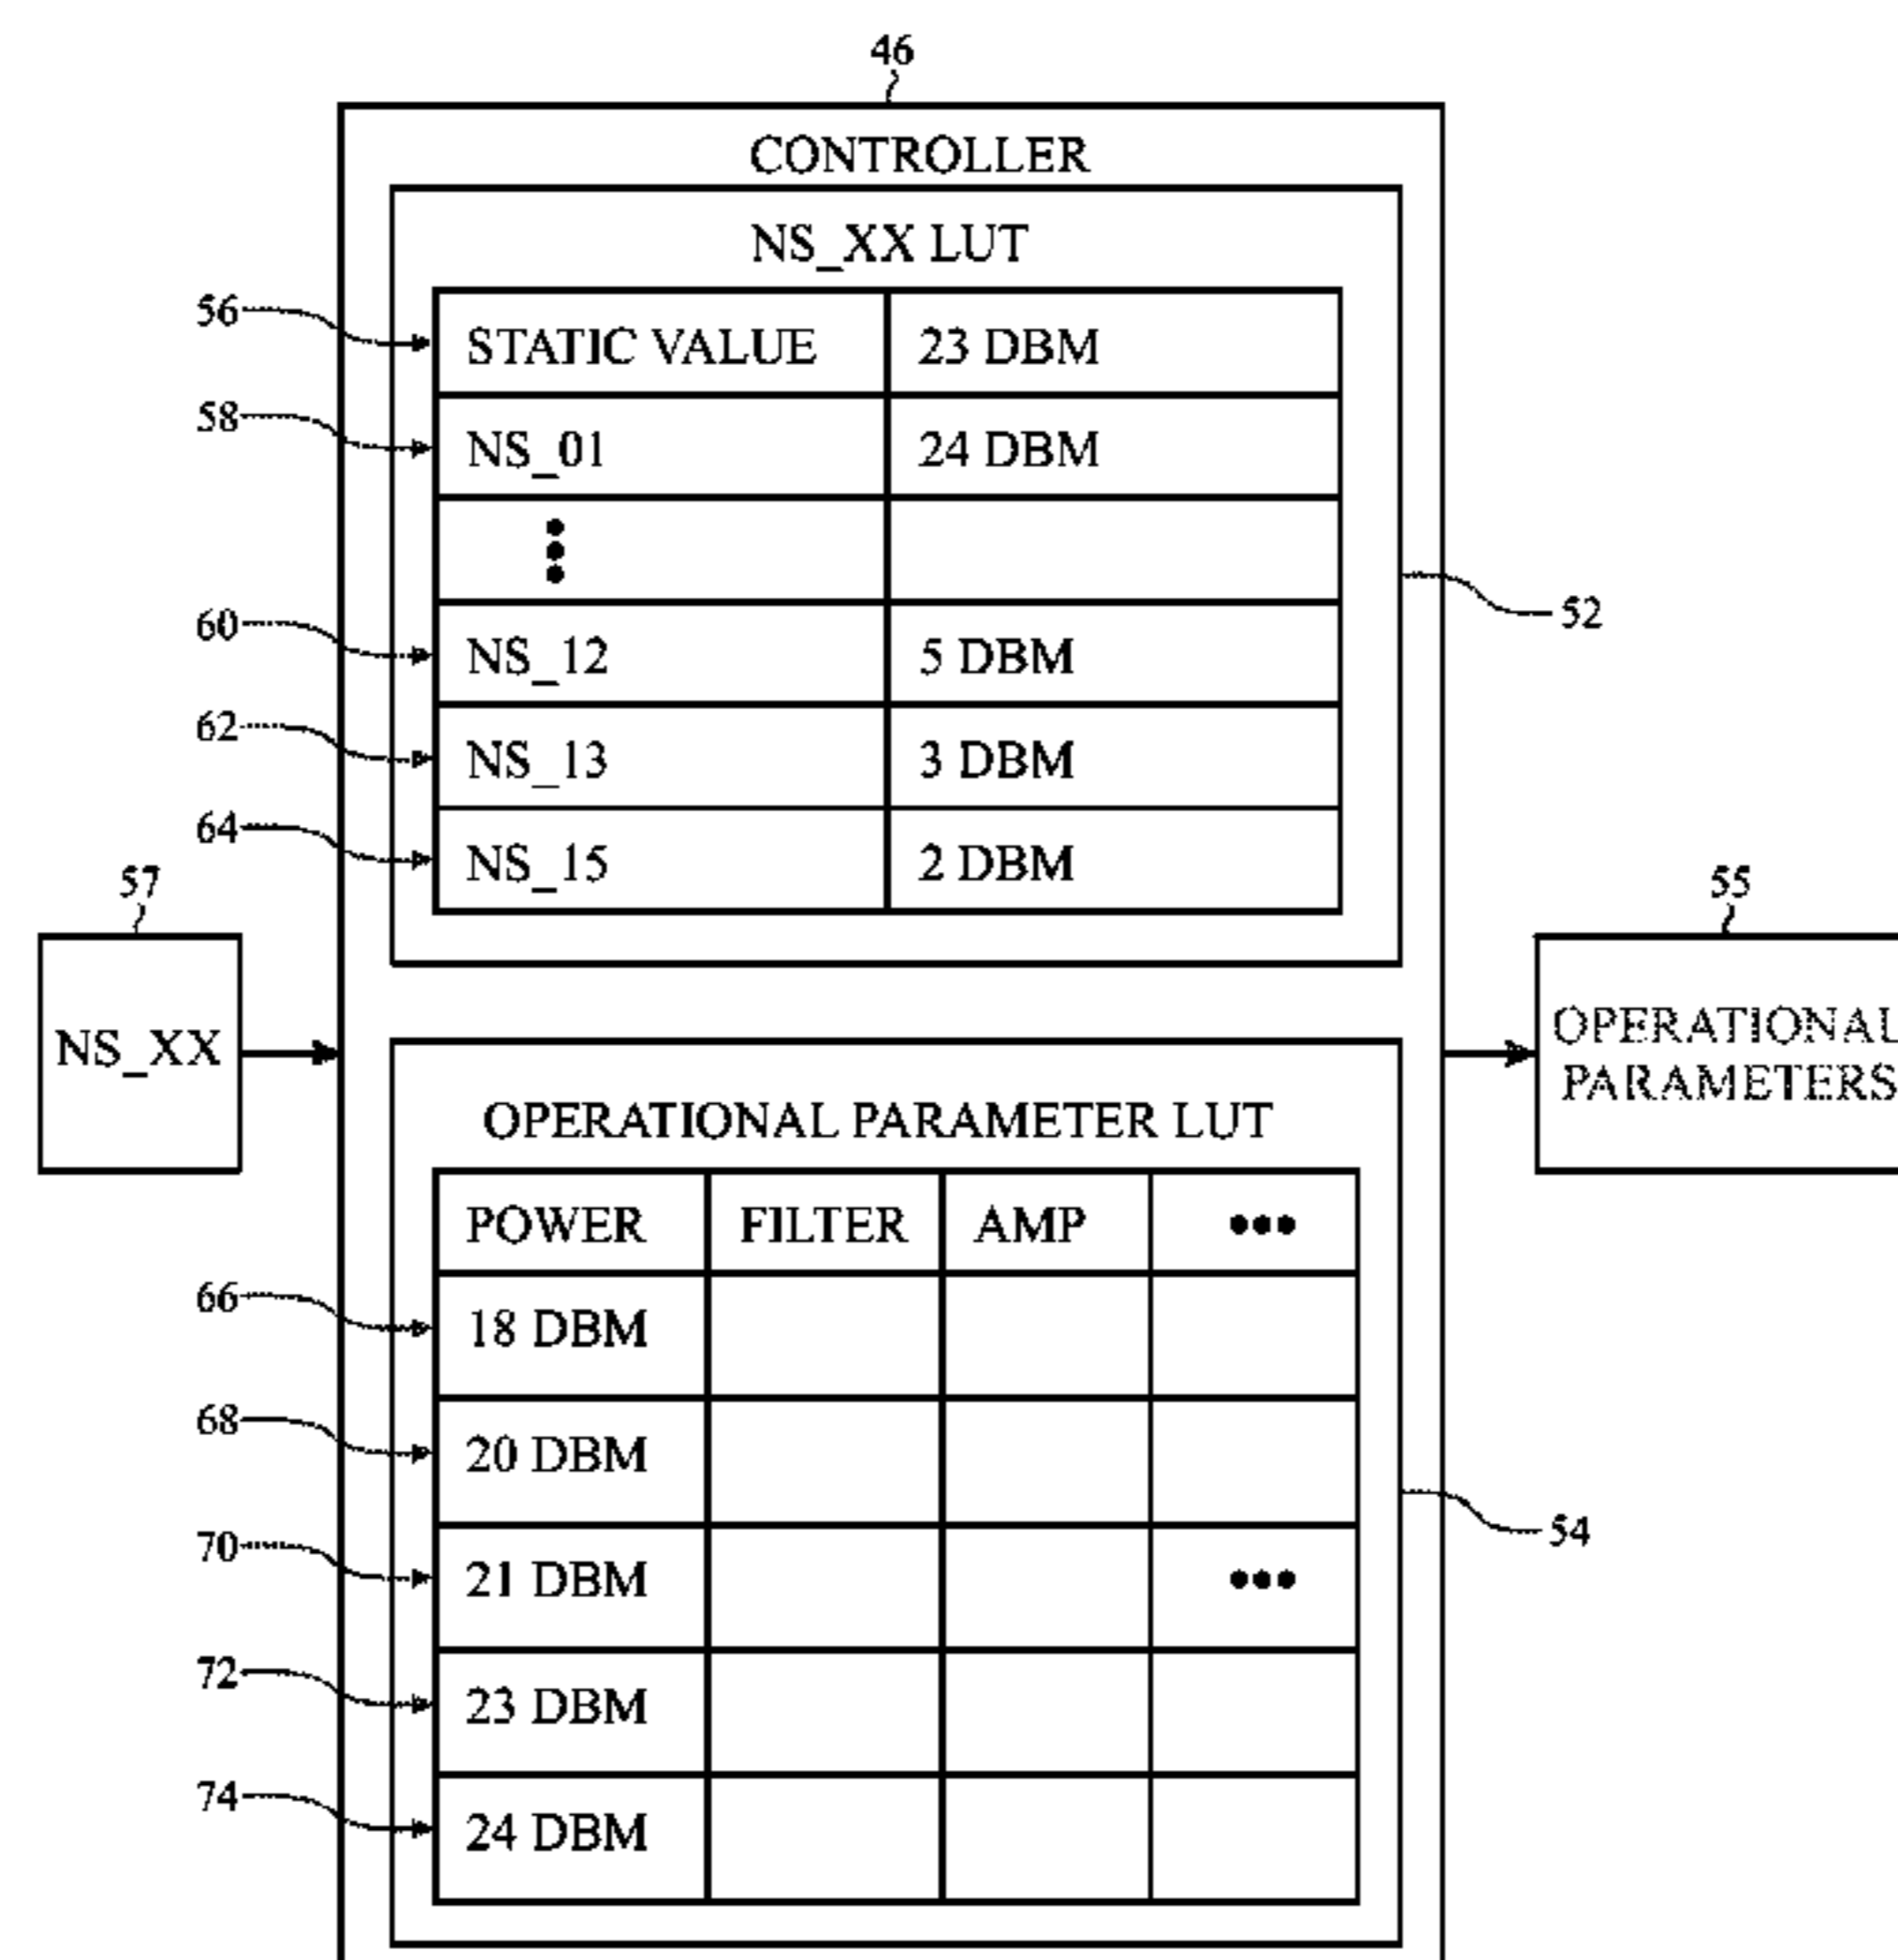 46
CONTROLLER
NS_XX LUT
56
STATIC VALUE 23 DBM
58
NS_01 24 DBM
52
60
NS_12 5 DBM
62
NS_13 3 DBM
64
NS_15 2 DBM
57
NS_XX
55
OPERATIONAL
PARAMETERS
OPERATIONAL PARAMETER LUT
POWER FILTER AMP •••
66
18 DBM
68
20 DBM
54
70
21 DBM •••
72
23 DBM
74
24 DBM